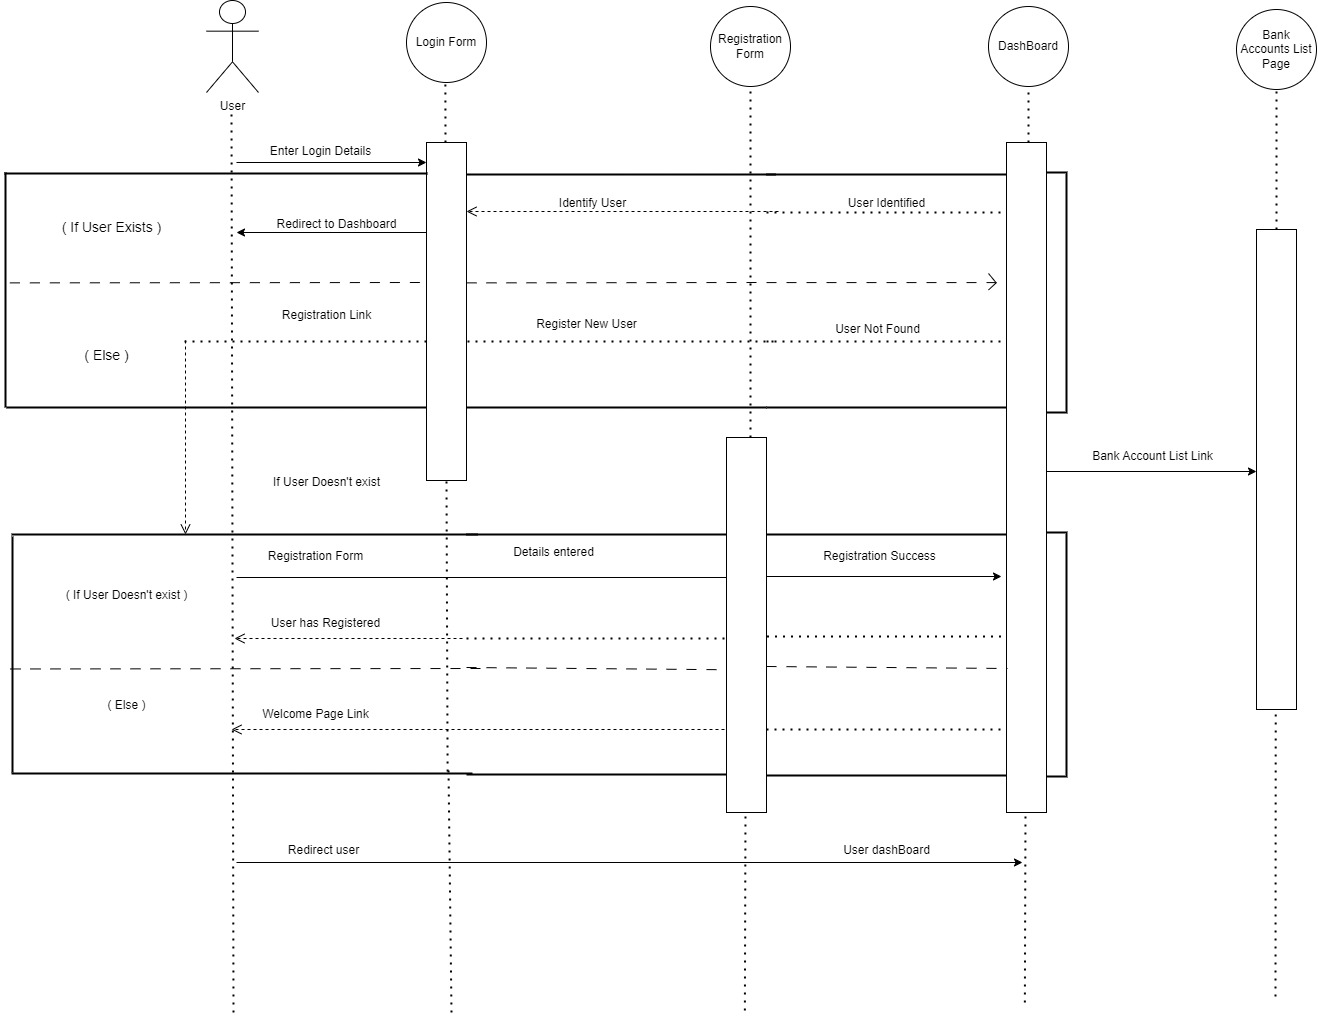 User
Login Form
Registration
Form
DashBoard
Bank
Accounts List
Page
Enter Login Details
Identify User
User Identified
( If User Exists )
Redirect to Dashboard
Registration Link
Register New User
User Not Found
( Else )
Bank Account List Link
If User Doesn't exist
Registration Form
Details entered
Registration Success
( If User Doesn't exist )
User has Registered
( Else )
Welcome Page Link
Redirect user
User dashBoard